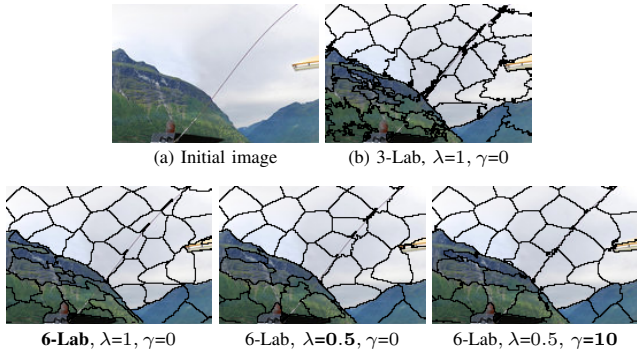 (a) Initial image
(b) 3-Lab, λ=1, γ=0
6-Lab, λ=1, γ=0
6-Lab, λ=0.5, γ=0
6-Lab, λ=0.5, γ=10